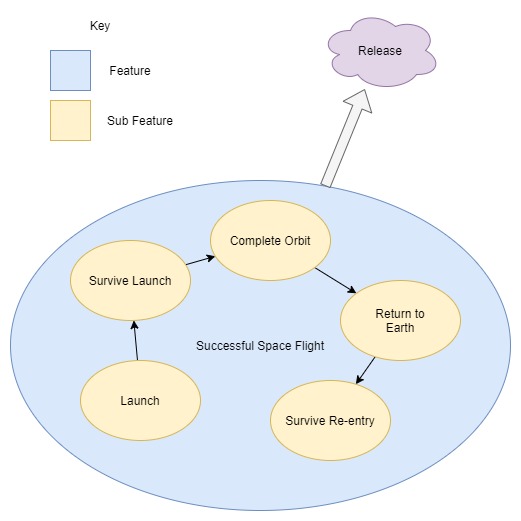 Key
Feature
Sub Feature
Release
Complete Orbit
Survive Launch
Return to
Earth
Successful Space Flight
Launch
Survive Re-entry